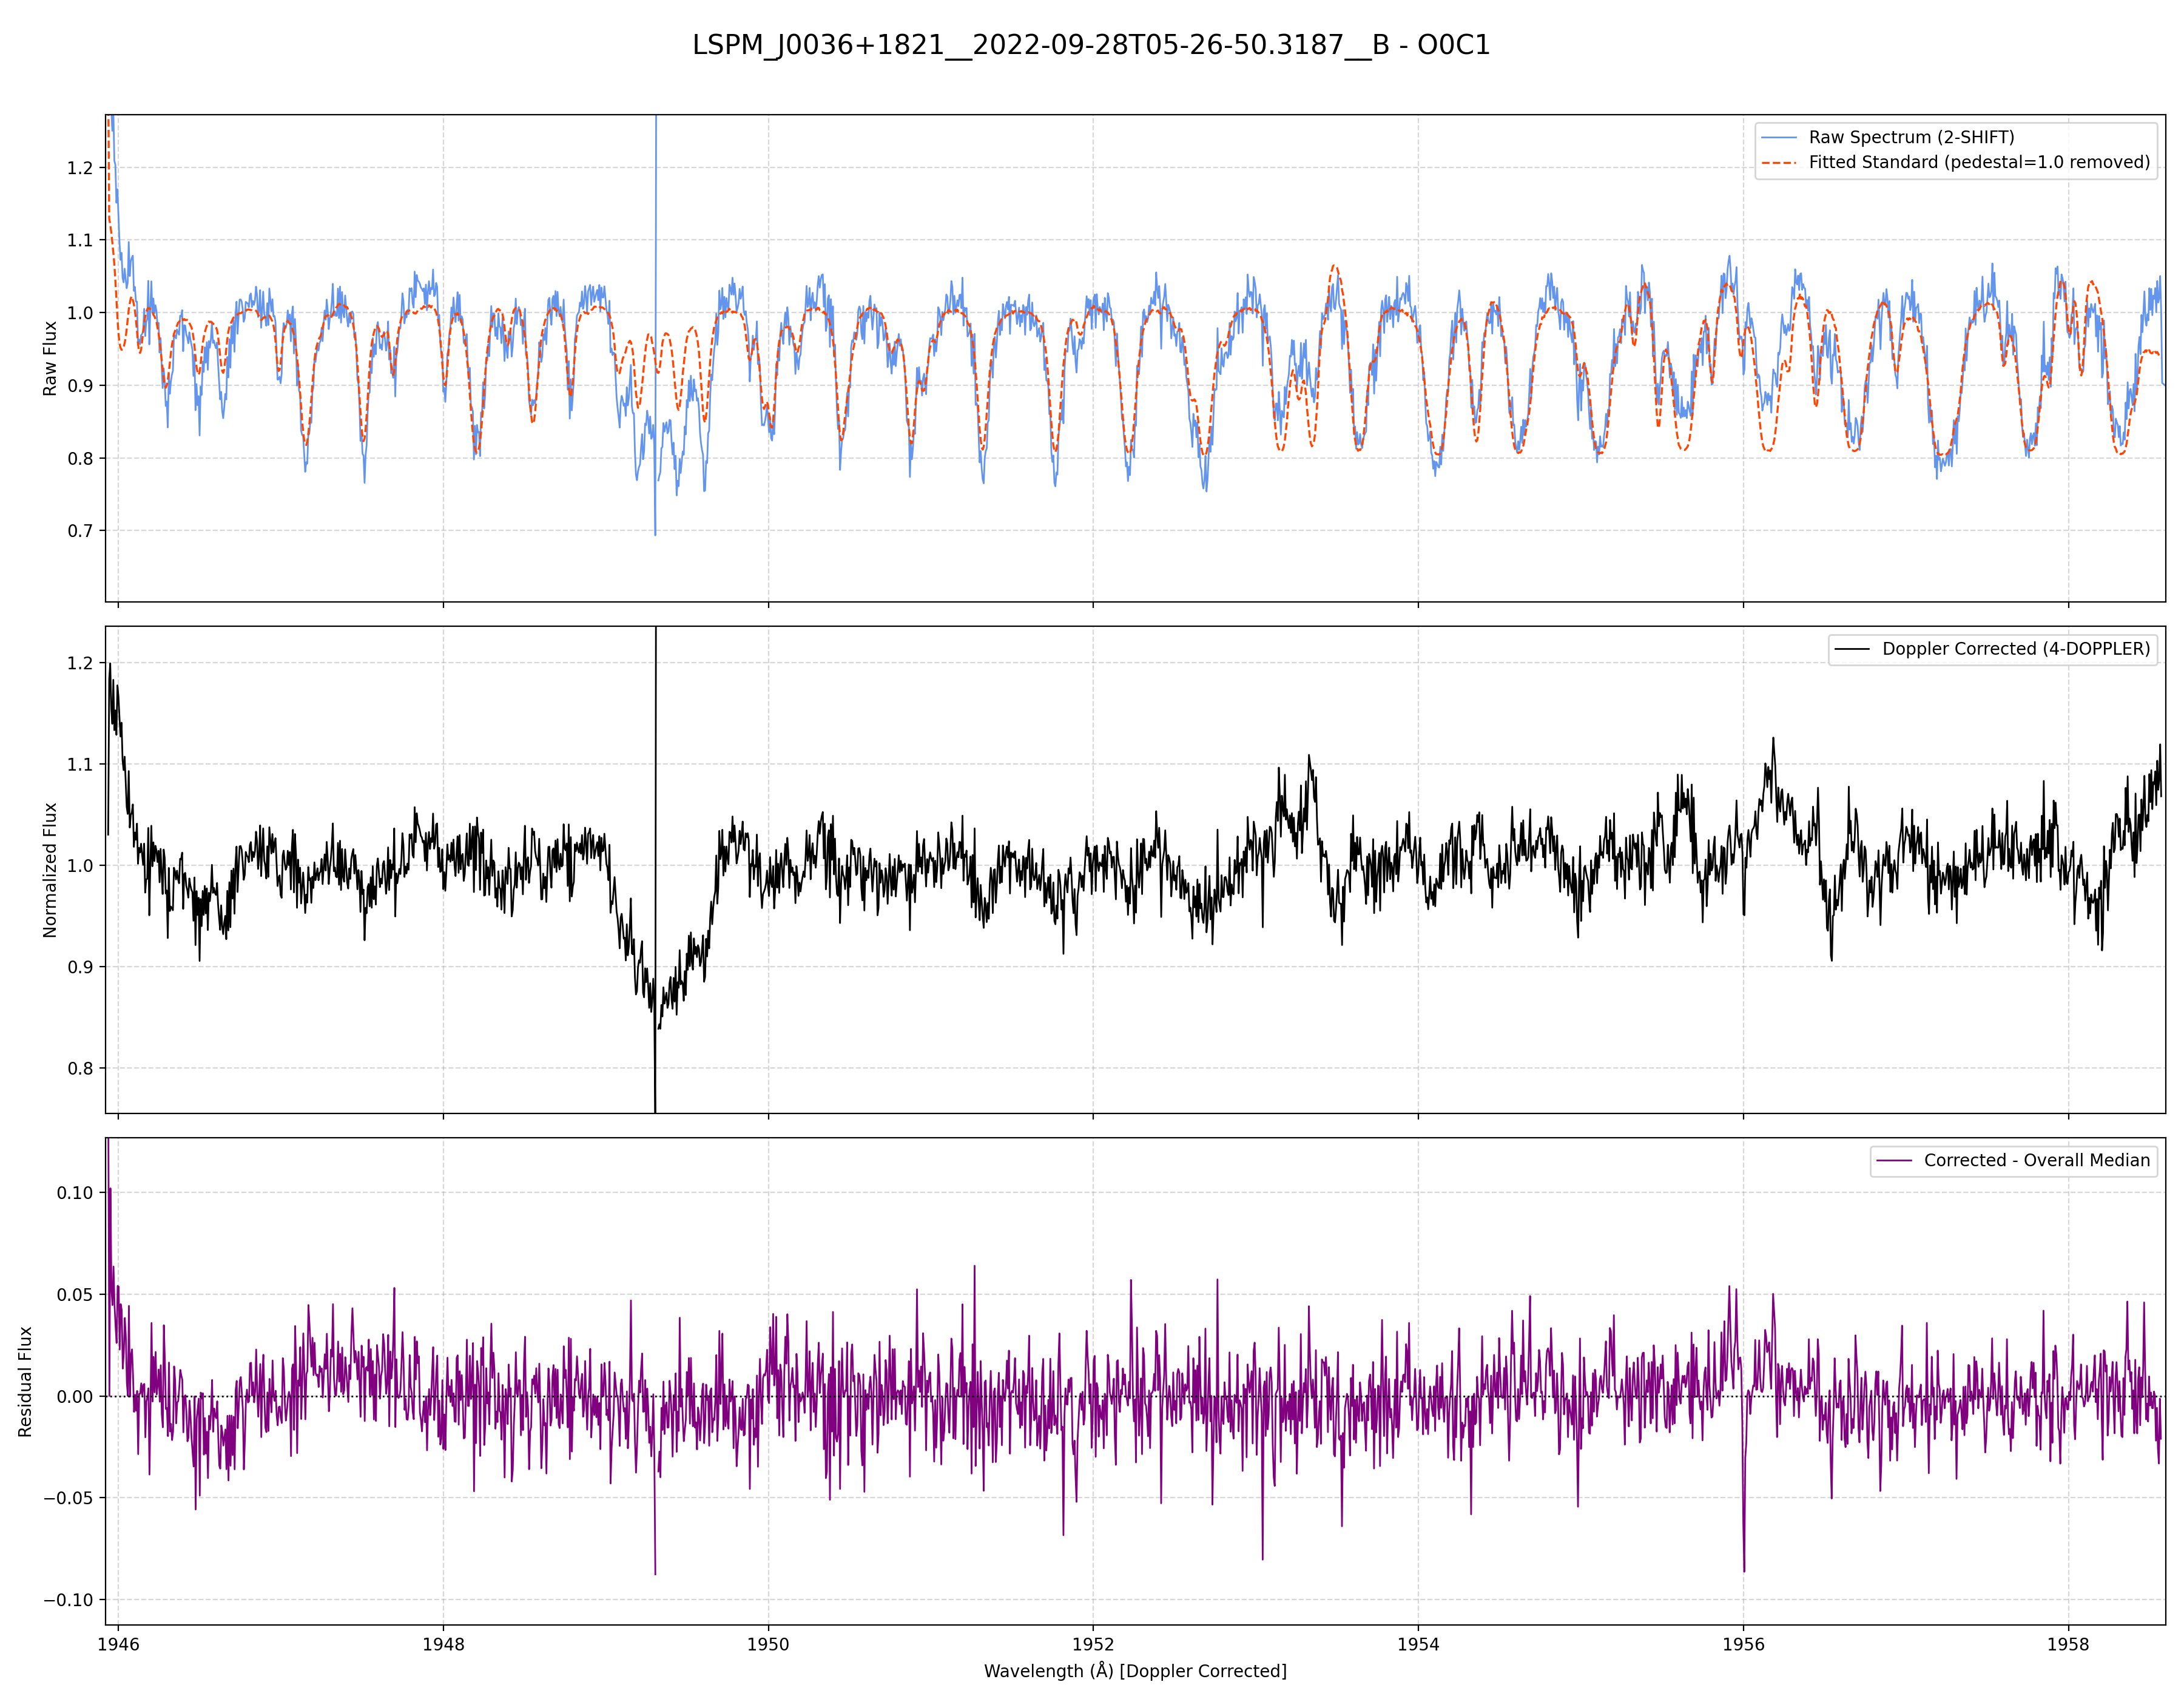 LSPM_J0036+1821__2022-09-28T05-26-50.3187__B - O0C1
Raw Flux
1.2
1.1
1.0
0.9
0.8
0.7
Raw Spectrum (2-SHIFT)
Fitted Standard (pedestal=1.0 removed)
Normalized Flux
1.2
1.1
1.0
0.9
0.8
Doppler Corrected (4-DOPPLER)
Residual Flux
0.10
0.05
0.00
−0.05
−0.10
Corrected - Overall Median
1946 1948 1950 1952 1954 1956 1958
Wavelength (Å) [Doppler Corrected]